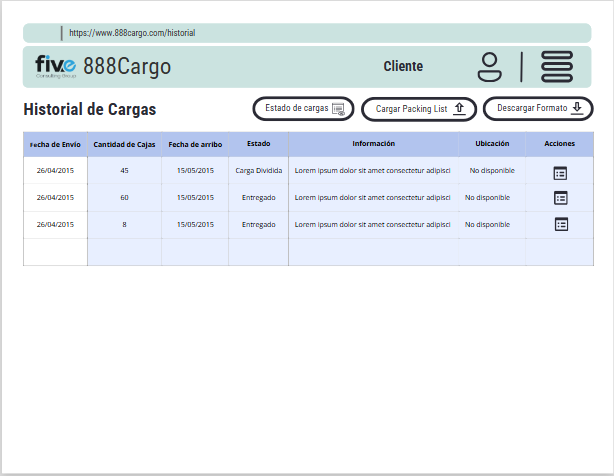 https://www.888cargo.com/historial
five Consulting Group 888Cargo Cliente
Historial de Cargas Estado de cargas Cargar Packing List Descargar Formato
Fecha de Envío Cantidad de Cajas Fecha de arribo Estado Información Ubicación Acciones
26/04/2015 45 15/05/2015 Carga Dividida Lorem ipsum dolor sit amet consectetur adipisci No disponible
26/04/2015 60 15/05/2015 Entregado Lorem ipsum dolor sit amet consectetur adipisci No disponible
26/04/2015 8 15/05/2015 Entregado Lorem ipsum dolor sit amet consectetur adipisci No disponible